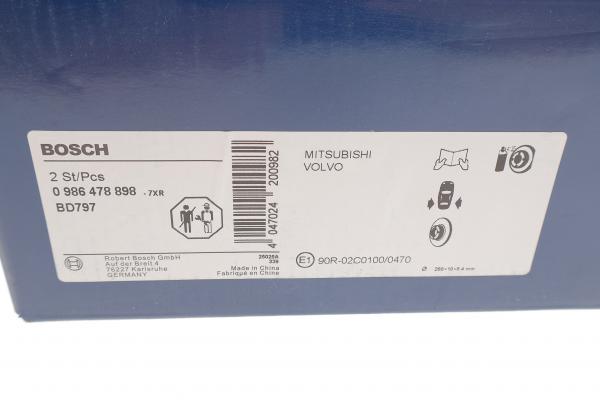 BOSCH
2 St/Pcs
0 986 478 898 - 7XR
BD797
4 047024 200982
MITSUBISHI
VOLVO
Robert Bosch GmbH
Auf der Breit 4
76227 Karlsruhe
GERMANY
Made in China
Fabriqué en China
E1 90R-02C0100/0470